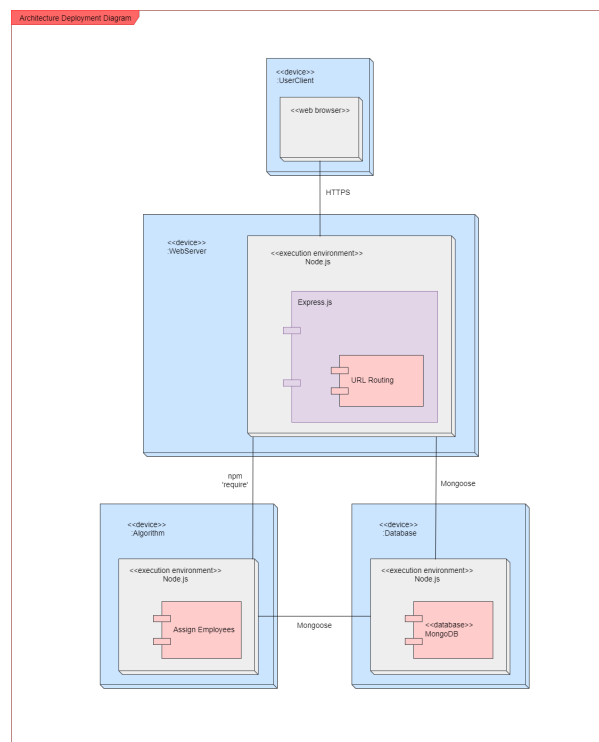 Architecture Deployment Diagram
<<device>>
:UserClient
<<web browser>>
HTTPS
<<device>>
:WebServer
<<execution environment>>
Node.js
Express.js
URL Routing
npm
'require'
Mongoose
<<device>>
:Algorithm
<<execution environment>>
Node.js
Assign Employees
Mongoose
<<device>>
:Database
<<execution environment>>
Node.js
<<database>>
MongoDB